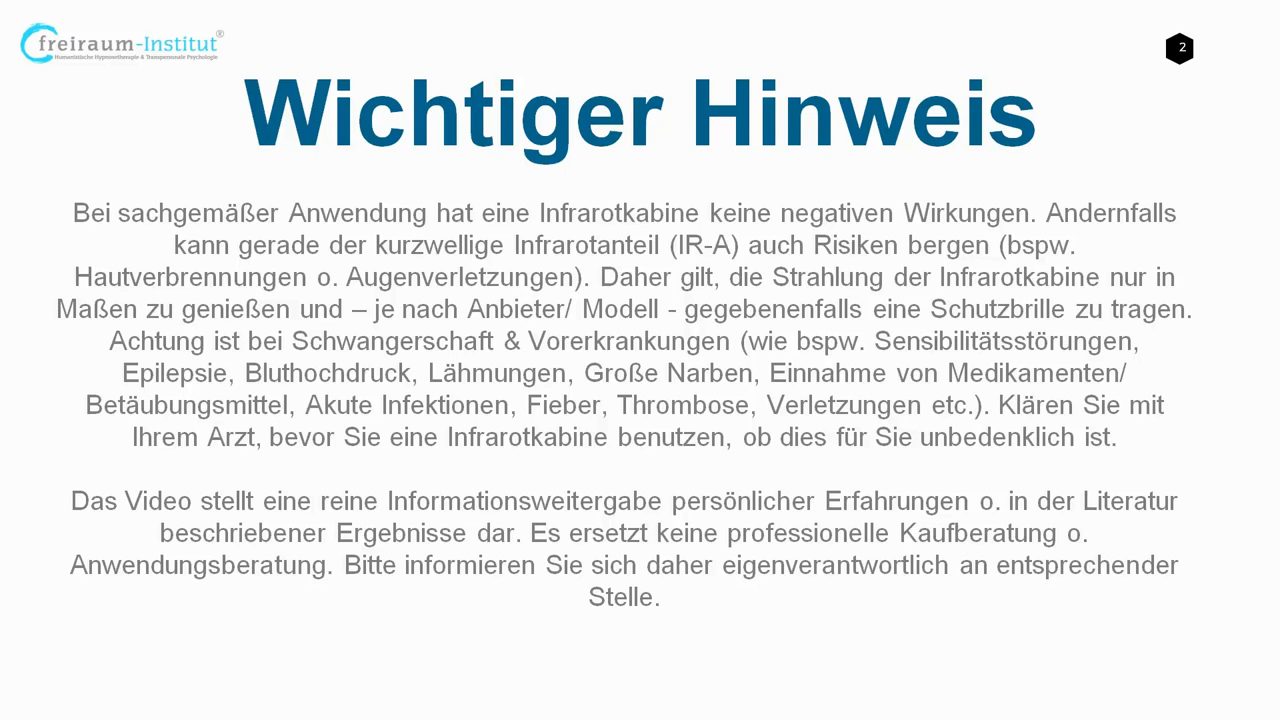 freiraum-Institut®
Humanistische Hypnosetherapie & Transpersonale Psychologie
2
Wichtiger Hinweis
Bei sachgemäßer Anwendung hat eine Infrarotkabine keine negativen Wirkungen. Andernfalls
kann gerade der kurzwellige Infrarotanteil (IR-A) auch Risiken bergen (bspw.
Hautverbrennungen o. Augenverletzungen). Daher gilt, die Strahlung der Infrarotkabine nur in
Maßen zu genießen und – je nach Anbieter/ Modell - gegebenenfalls eine Schutzbrille zu tragen.
Achtung ist bei Schwangerschaft & Vorerkrankungen (wie bspw. Sensibilitätsstörungen,
Epilepsie, Bluthochdruck, Lähmungen, Große Narben, Einnahme von Medikamenten/
Betäubungsmittel, Akute Infektionen, Fieber, Thrombose, Verletzungen etc.). Klären Sie mit
Ihrem Arzt, bevor Sie eine Infrarotkabine benutzen, ob dies für Sie unbedenklich ist.
Das Video stellt eine reine Informationsweitergabe persönlicher Erfahrungen o. in der Literatur
beschriebener Ergebnisse dar. Es ersetzt keine professionelle Kaufberatung o.
Anwendungsberatung. Bitte informieren Sie sich daher eigenverantwortlich an entsprechender
Stelle.